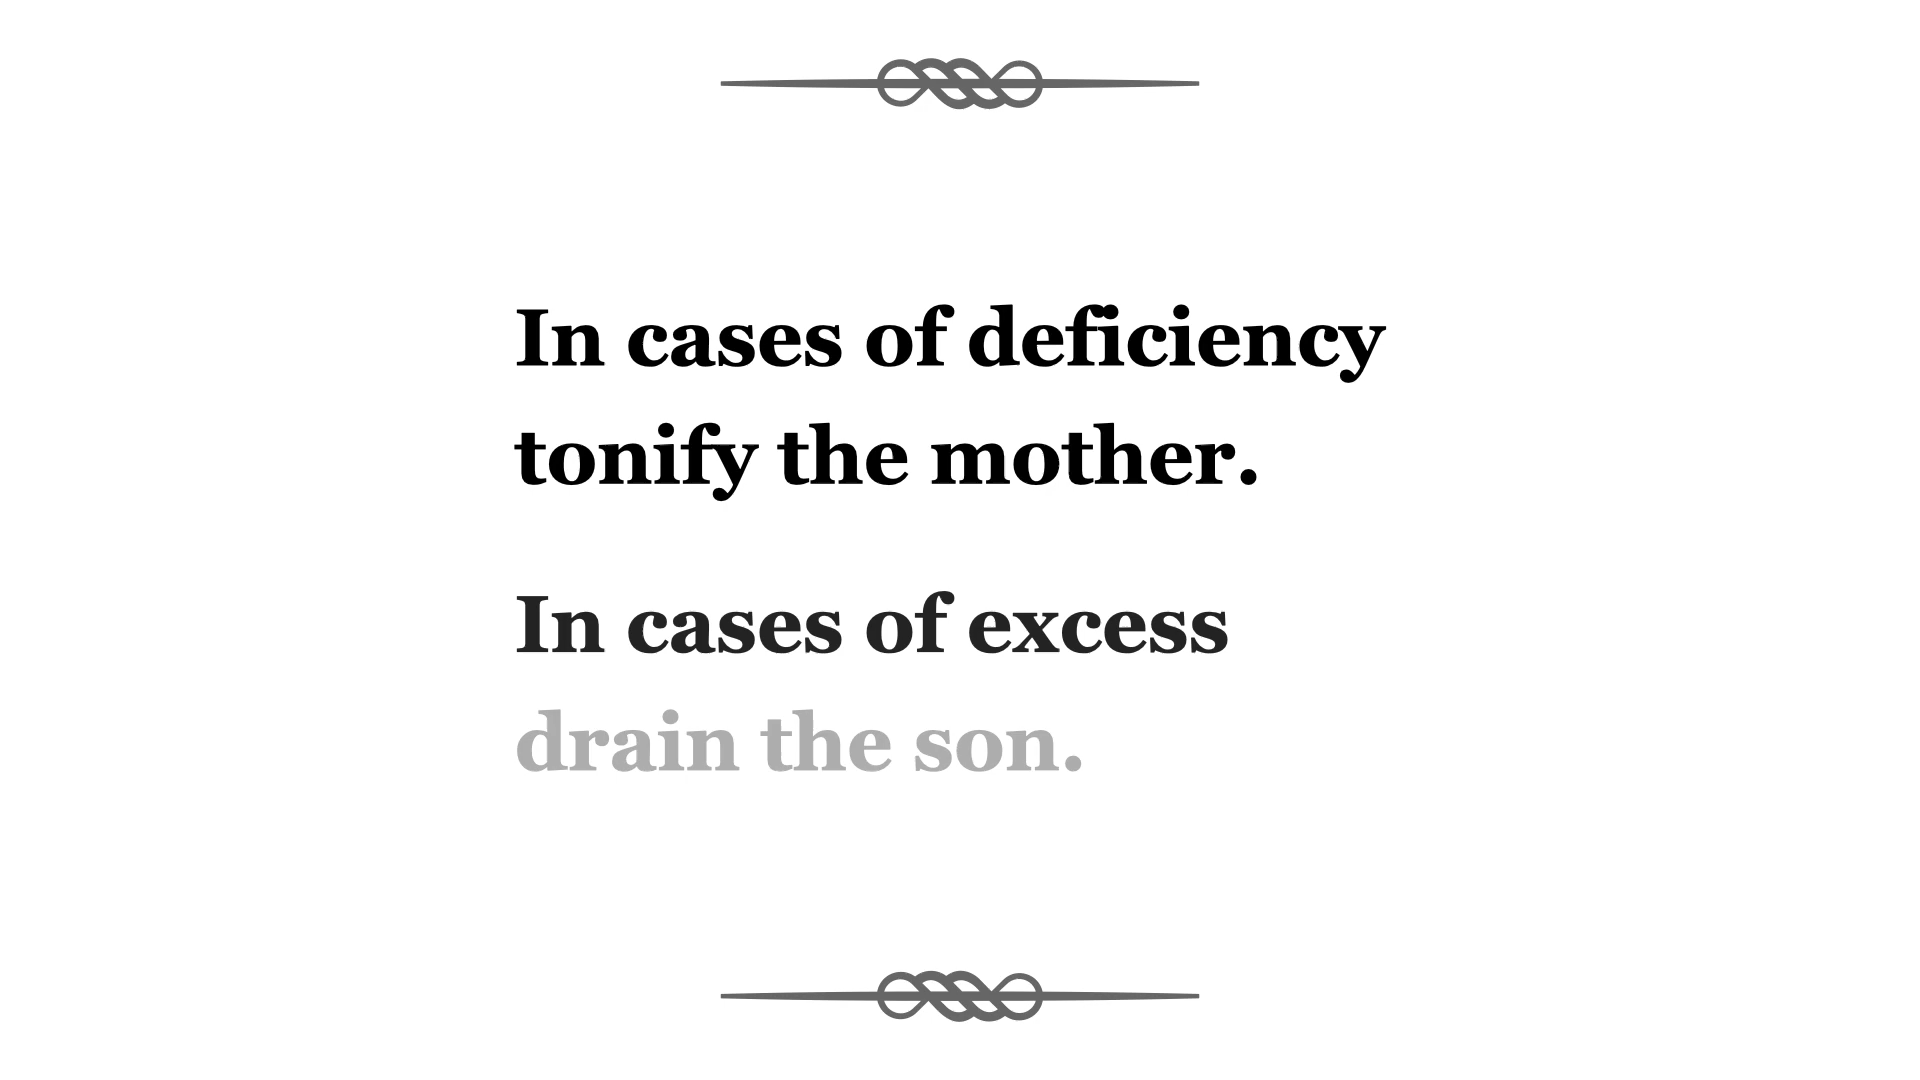 In cases of deficiency
tonify the mother.
In cases of excess
drain the son.